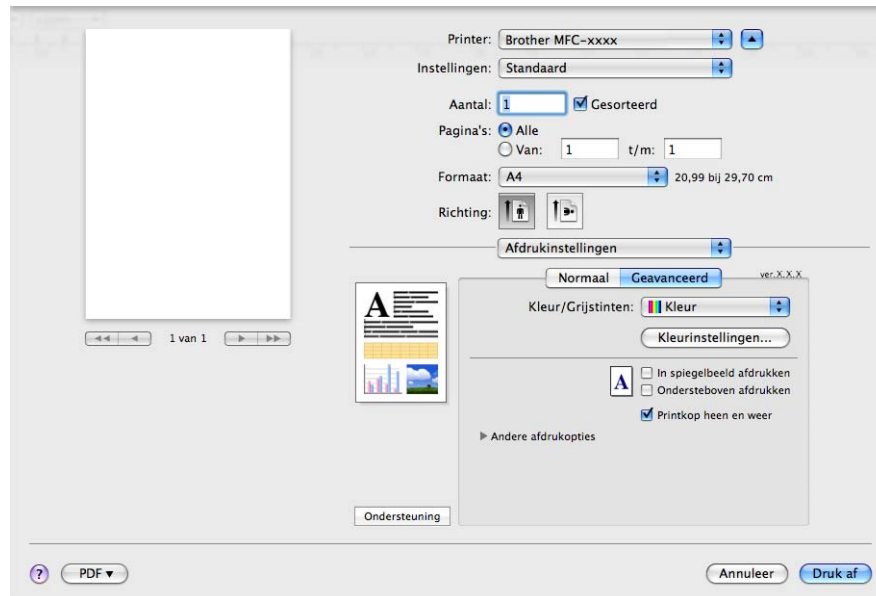 Printer: Brother MFC-xxxx
Instellingen: Standaard
Aantal: 1 Gesorteerd
Pagina's: Alle
Van: 1 t/m: 1
Formaat: A4 20,99 bij 29,70 cm
Richting:
Afdrukinstellingen
Normaal Geavanceerd ver.X.X.X
Kleur/Grijstinten: Kleur
Kleurinstellingen...
A
A
In spiegelbeeld afdrukken
Ondersteboven afdrukken
Printkop heen en weer
Andere afdrukopties
1 van 1
Ondersteuning
? PDF Annuleer Druk af